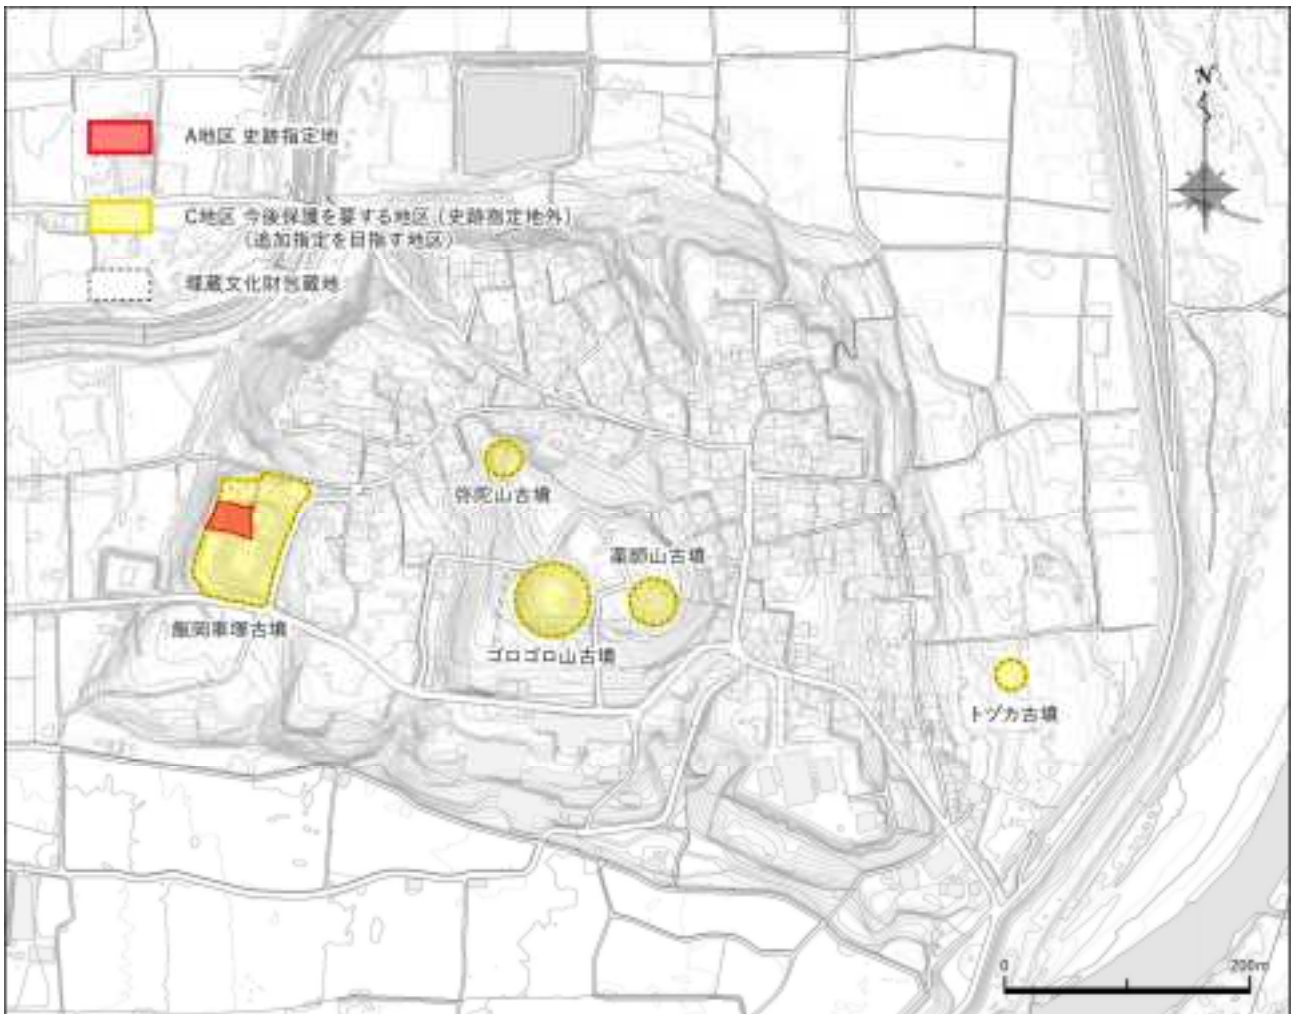 N
A地区 史跡指定地
C地区 今後保護を要する地区(史跡指定地外)
(追加指定を目指す地区)
埋蔵文化財包蔵地
弥陀山古墳
薬師山古墳
飯岡車塚古墳
ゴロゴロ山古墳
トヅカ古墳
0
200m